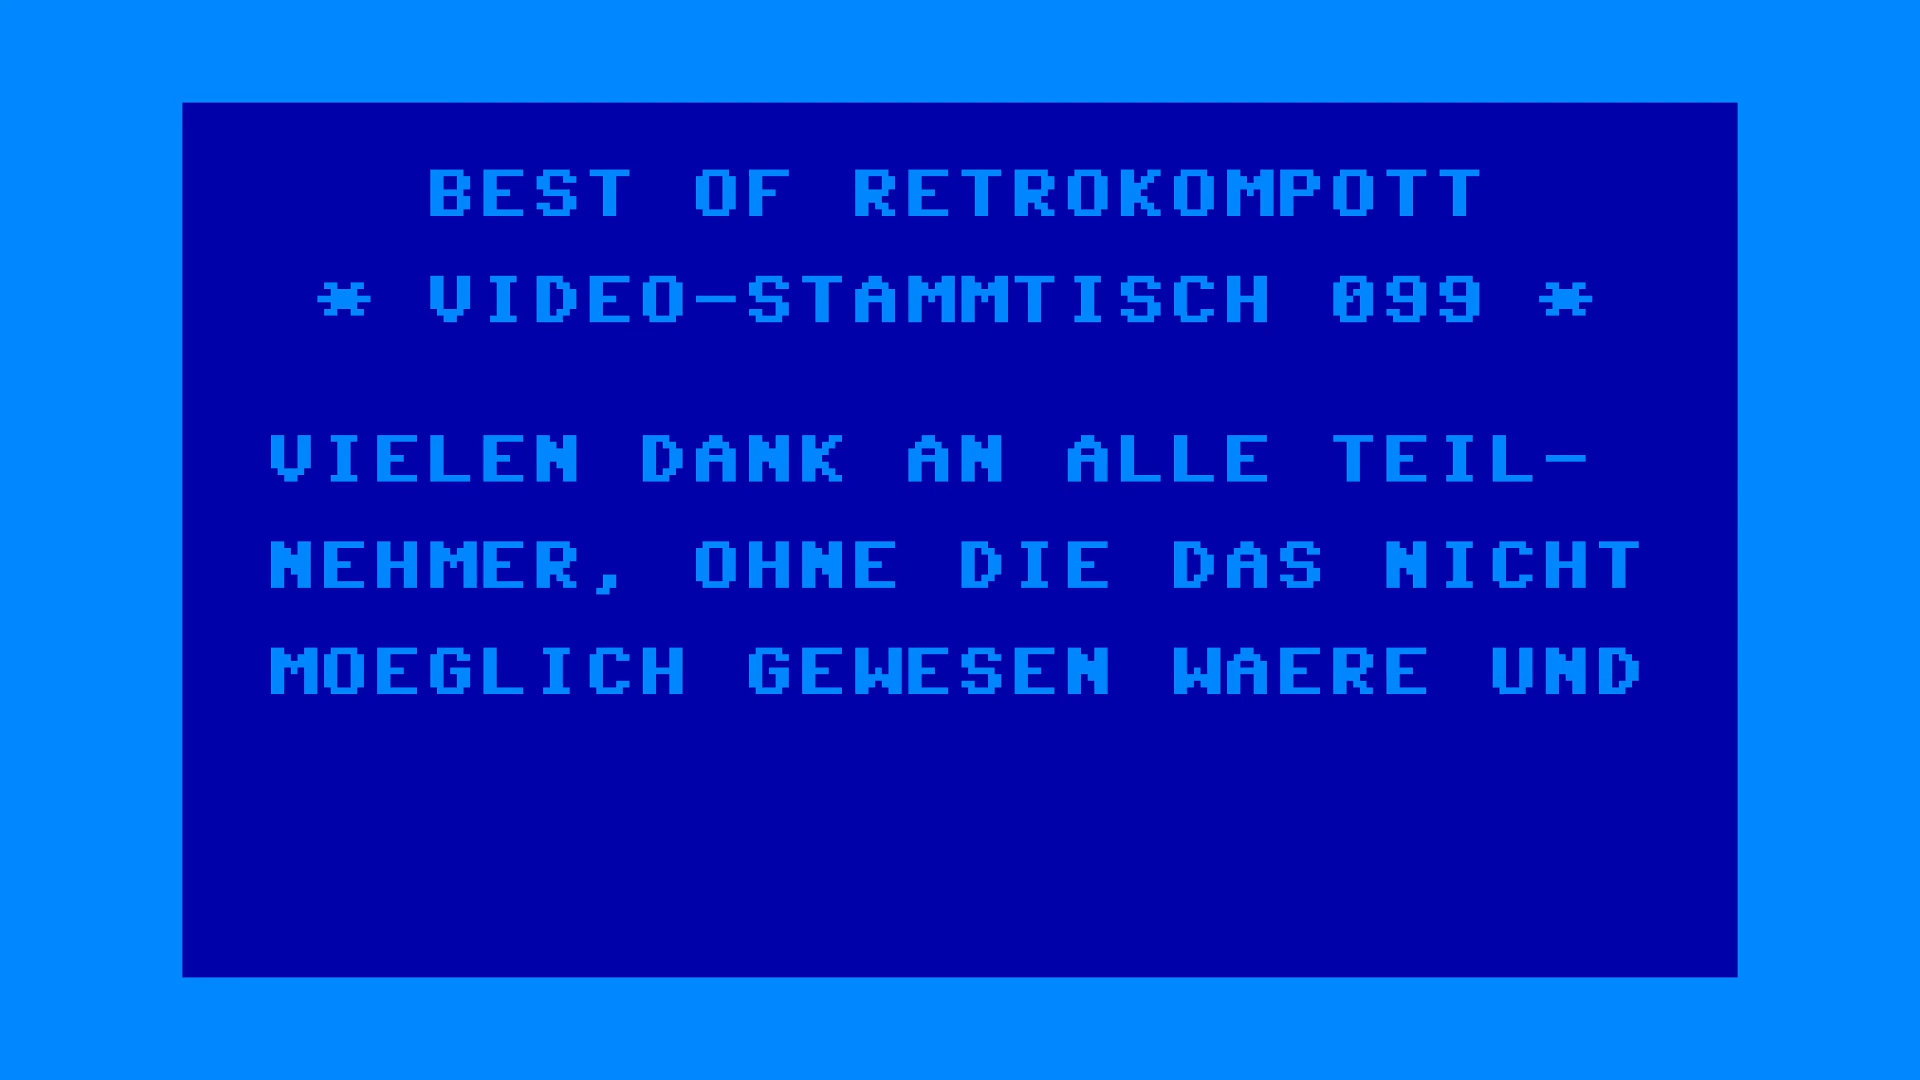 BEST OF RETROKOMPOTT
* VIDEO-STAMMTISCH 099 *
VIELEN DANK AN ALLE TEIL-
NEHMER, OHNE DIE DAS NICHT
MOEGLICH GEWESEN WAERE UND